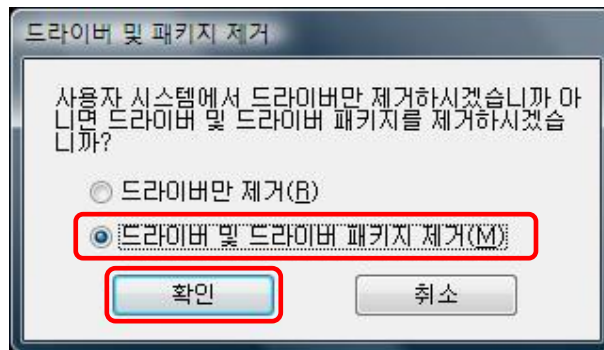 드라이버 및 패키지 제거
사용자 시스템에서 드라이버만 제거하시겠습니까 아
니면 드라이버 및 드라이버 패키지를 제거하시겠습
니까?
드라이버만 제거(R)
드라이버 및 드라이버 패키지 제거(M)
확인
취소